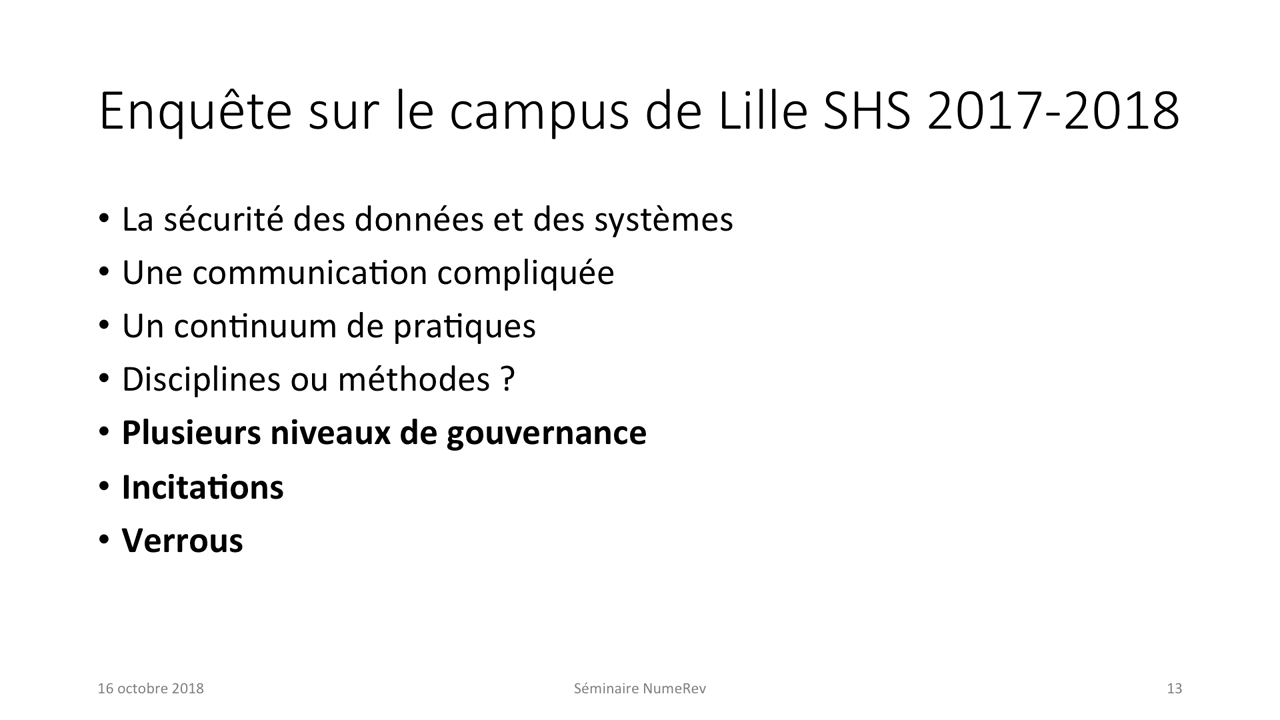 Enquête sur le campus de Lille SHS 2017-2018
• La sécurité des données et des systèmes
• Une communication compliquée
• Un continuum de pratiques
• Disciplines ou méthodes ?
• Plusieurs niveaux de gouvernance
• Incitations
• Verrous
16 octobre 2018
Séminaire NumeRev
13